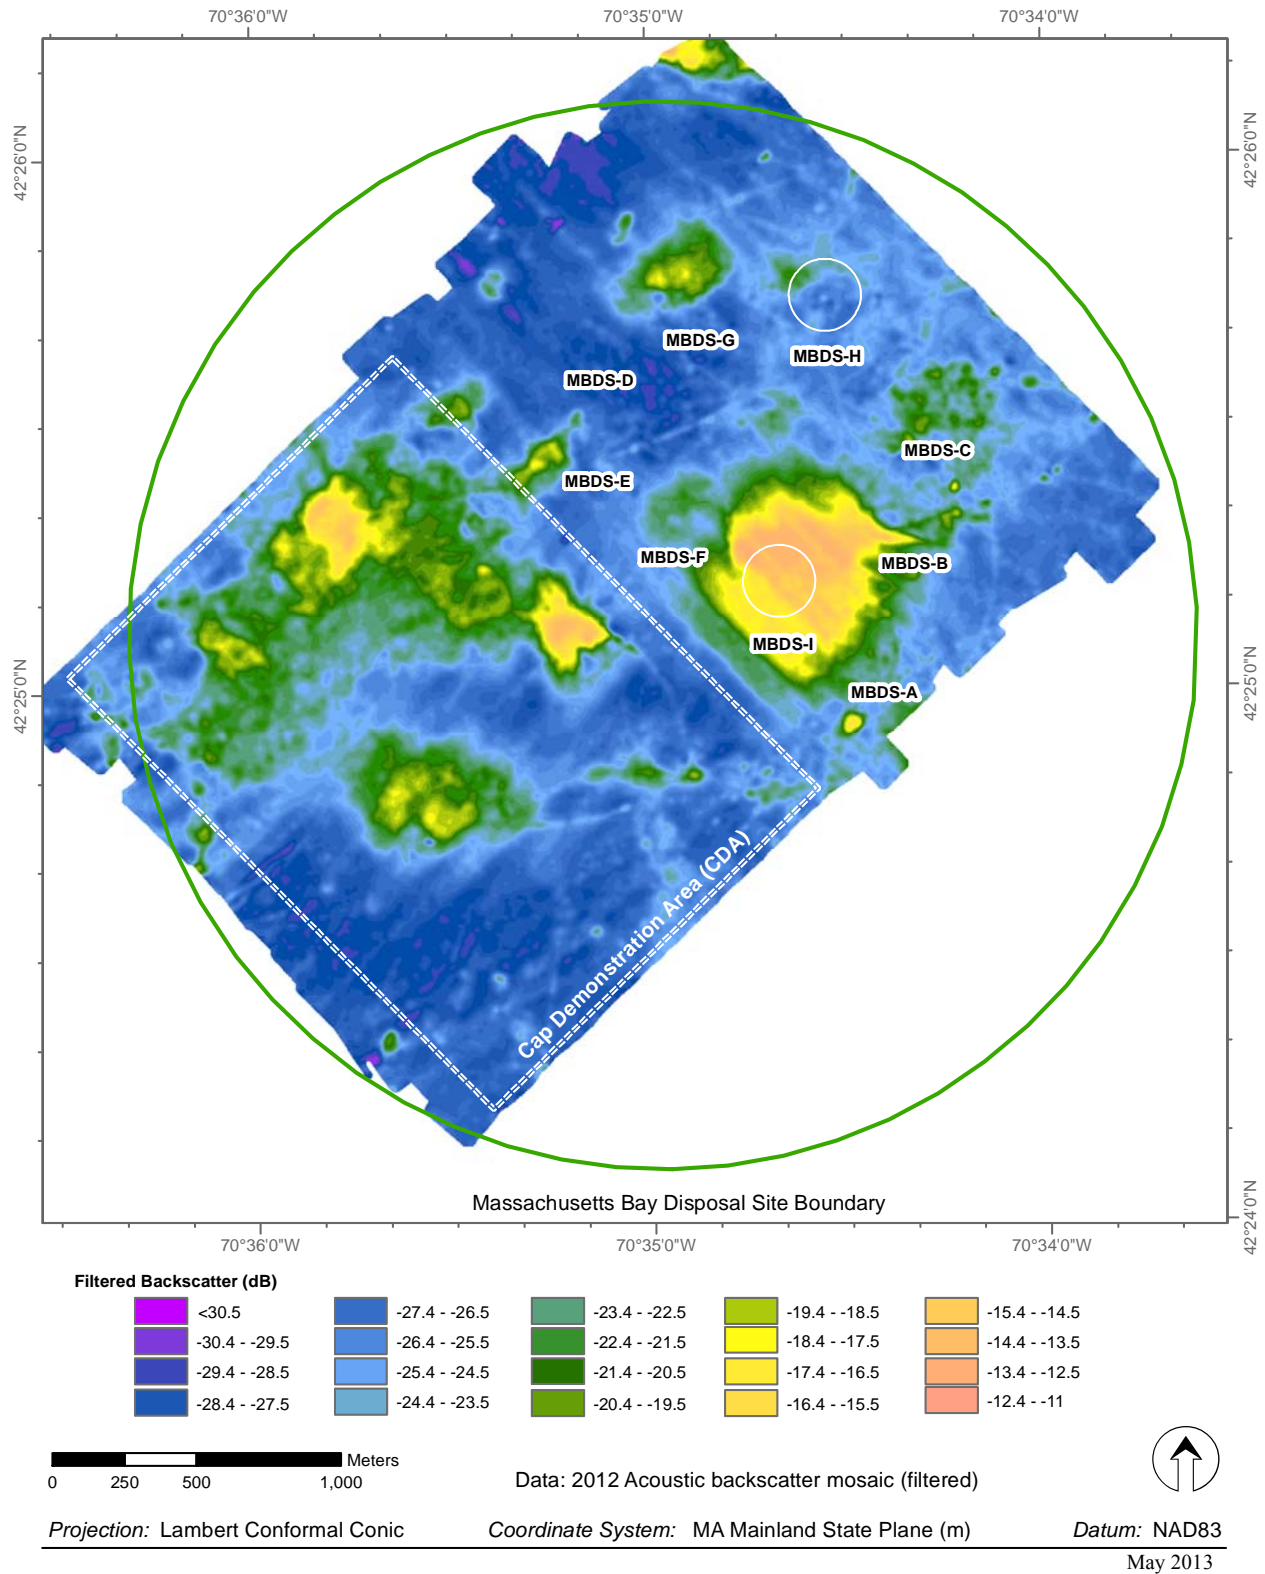 70°36'0"W 70°35'0"W 70°34'0"W
42°26'0"N
42°26'0"N
MBDS-G
MBDS-H
MBDS-D
MBDS-C
MBDS-E
MBDS-F
MBDS-B
MBDS-I
MBDS-A
42°25'0"N
42°25'0"N
Cap Demonstration Area (CDA)
Massachusetts Bay Disposal Site Boundary
42°24'0"N
70°36'0"W 70°35'0"W 70°34'0"W
Filtered Backscatter (dB)
<30.5 -27.4 - -26.5 -23.4 - -22.5 -19.4 - -18.5 -15.4 - -14.5
-30.4 - -29.5 -26.4 - -25.5 -22.4 - -21.5 -18.4 - -17.5 -14.4 - -13.5
-29.4 - -28.5 -25.4 - -24.5 -21.4 - -20.5 -17.4 - -16.5 -13.4 - -12.5
-28.4 - -27.5 -24.4 - -23.5 -20.4 - -19.5 -16.4 - -15.5 -12.4 - -11
Meters
0 250 500 1,000
Data: 2012 Acoustic backscatter mosaic (filtered)
Projection: Lambert Conformal Conic Coordinate System: MA Mainland State Plane (m) Datum: NAD83
May 2013